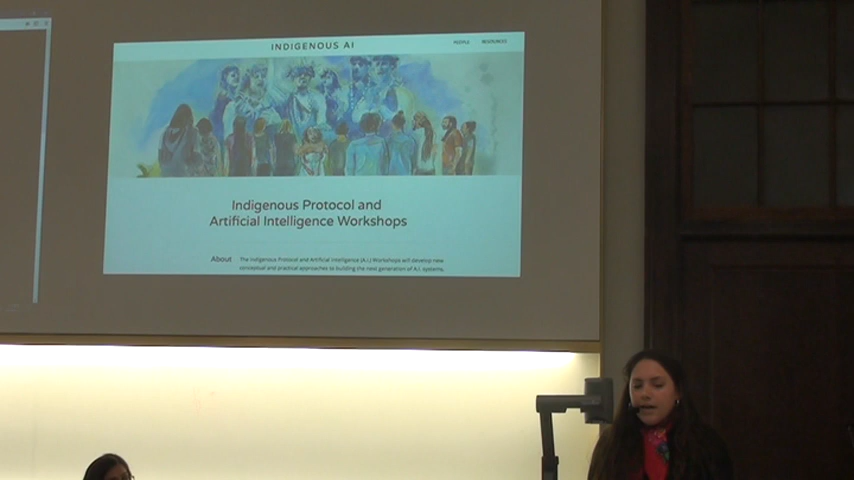 INDIGENOUS AI
PEOPLE RESOURCES
Indigenous Protocol and
Artificial Intelligence Workshops
About The Indigenous Protocol and Artificial Intelligence (A.I.) Workshops will develop new
conceptual and practical approaches to building the next generation of A.I. systems.